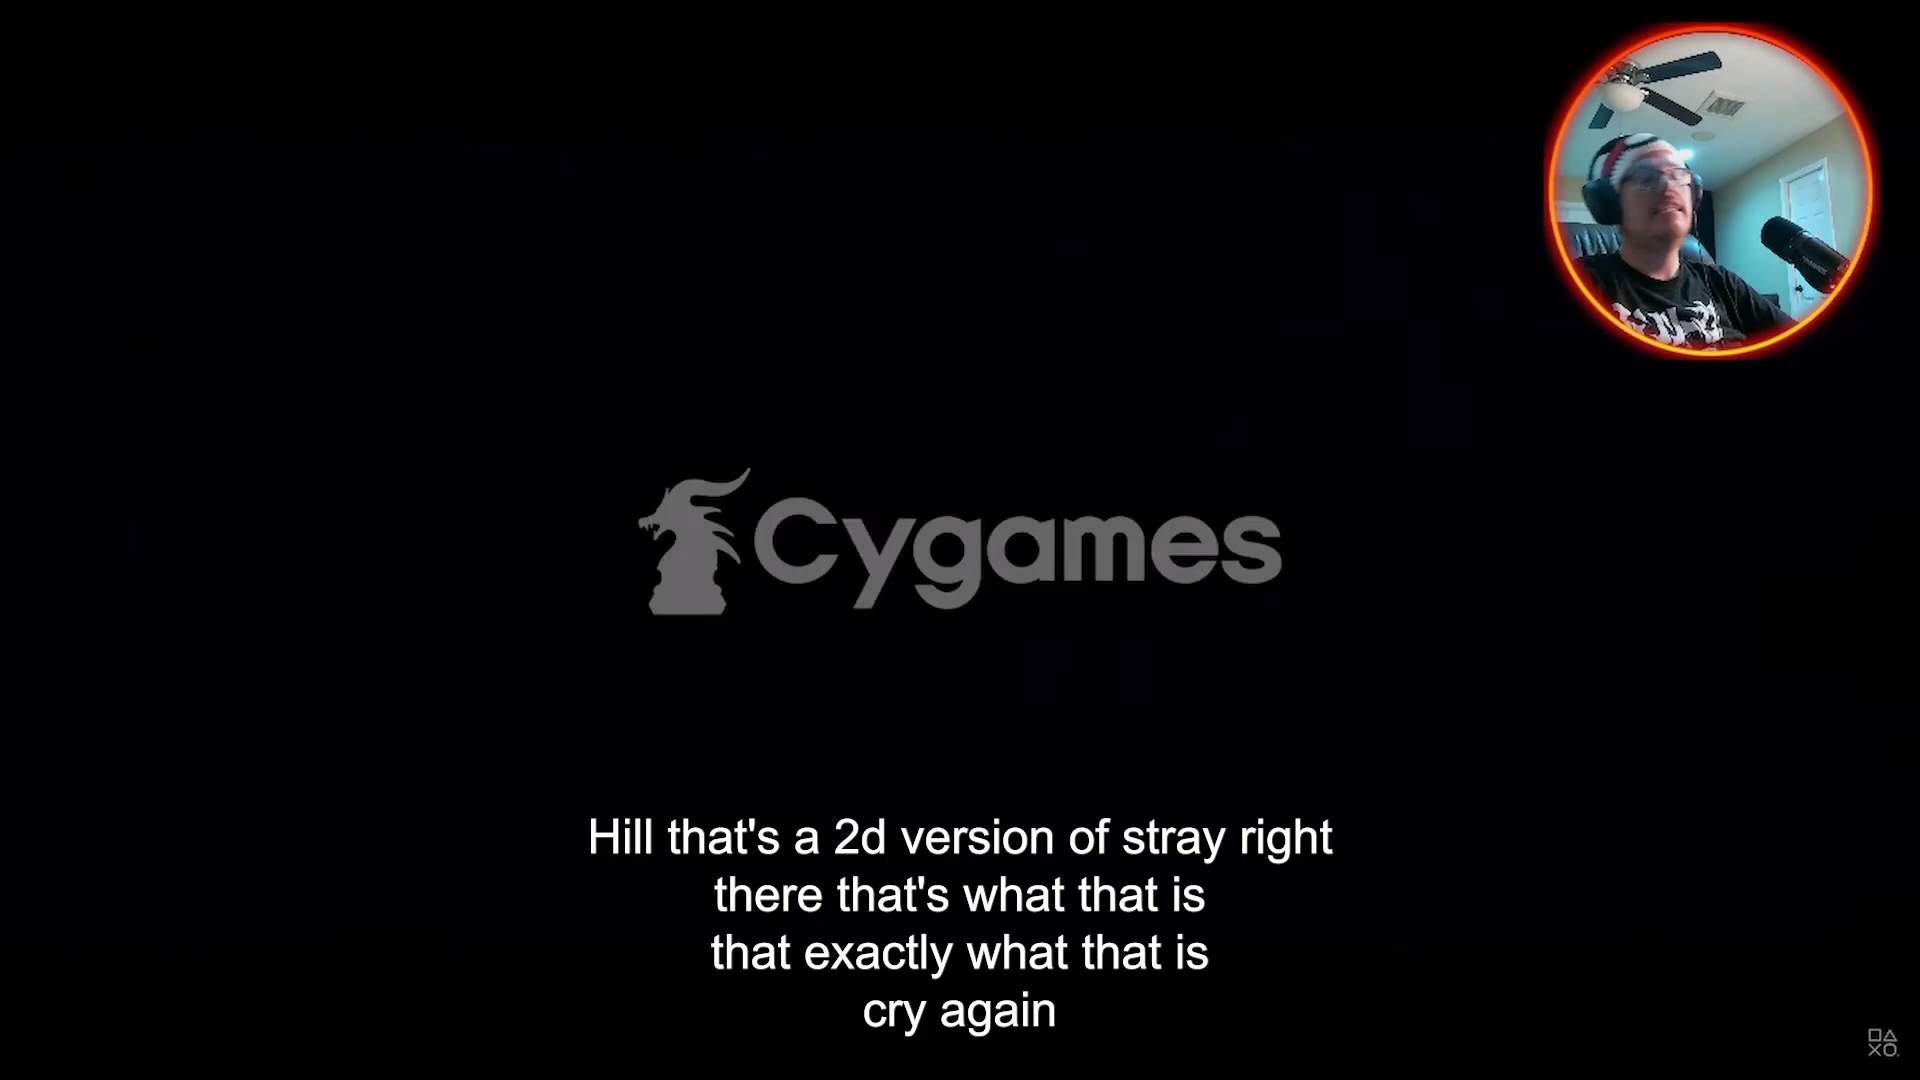 Cygames
Hill that's a 2d version of stray right
there that's what that is
that exactly what that is
cry again